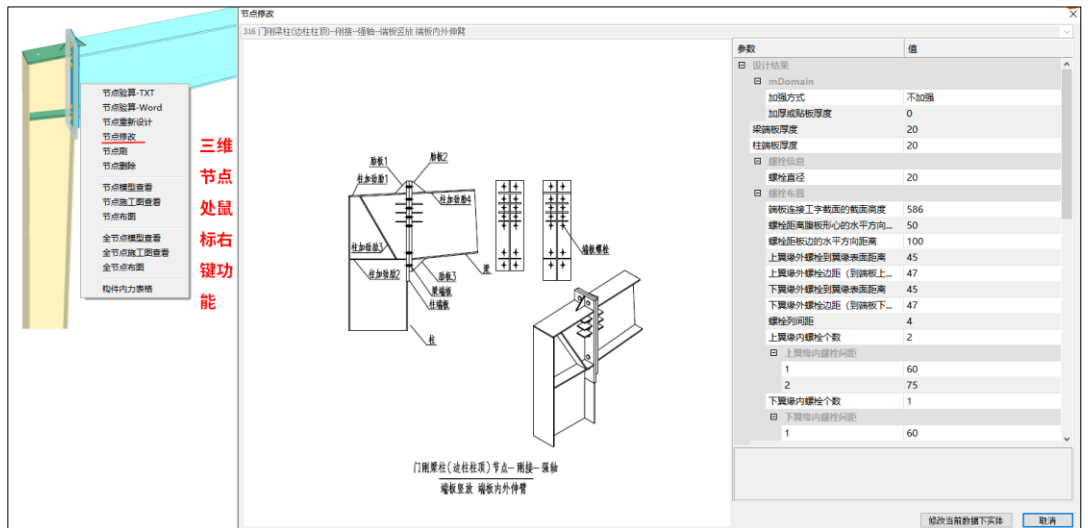 节点验算-TXT
节点验算-Word
节点重新设计
节点修改
节点刷
节点删除
节点模型查看
节点施工图查看
节点布图
全节点模型查看
全节点施工图查看
全节点布图
构件内力表格
三维
节点
处鼠
标右
键功
能
节点修改
316 门刚梁柱(边柱柱顶)--刚接--强轴--端板竖放 端板内外伸臂
肋板1
肋板2
柱加劲肋1
柱加劲肋4
柱加劲肋3
柱加劲肋2
肋板3
梁
梁端板
柱端板
柱
端板螺栓
门刚梁柱(边柱柱顶)节点—刚接—强轴
端板竖放 端板内外伸臂
参数 值
设计结果
mDomain
加强方式 不加强
加厚或贴板厚度 0
梁端板厚度 20
柱端板厚度 20
螺栓信息
螺栓直径 20
螺栓布置
端板连接工字截面的截面高度 586
螺栓距离腹板形心的水平方向... 50
螺栓距板边的水平方向距离 100
上翼缘外螺栓到翼缘表面距离 45
上翼缘外螺栓边距（到端板上... 47
下翼缘外螺栓到翼缘表面距离 45
下翼缘外螺栓边距（到端板下... 47
螺栓列间距 4
上翼缘内螺栓个数 2
上翼缘内螺栓间距
1 60
2 75
下翼缘内螺栓个数 1
下翼缘内螺栓间距
1 60
修改当前数据下实体 取消